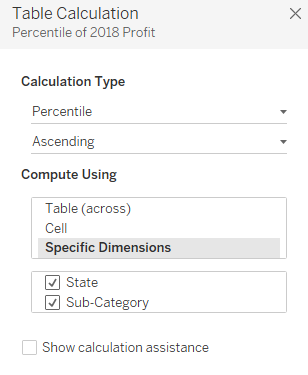 Table Calculation
Percentile of 2018 Profit
Calculation Type
Percentile
Ascending
Compute Using
Table (across)
Cell
Specific Dimensions
State
Sub-Category
Show calculation assistance